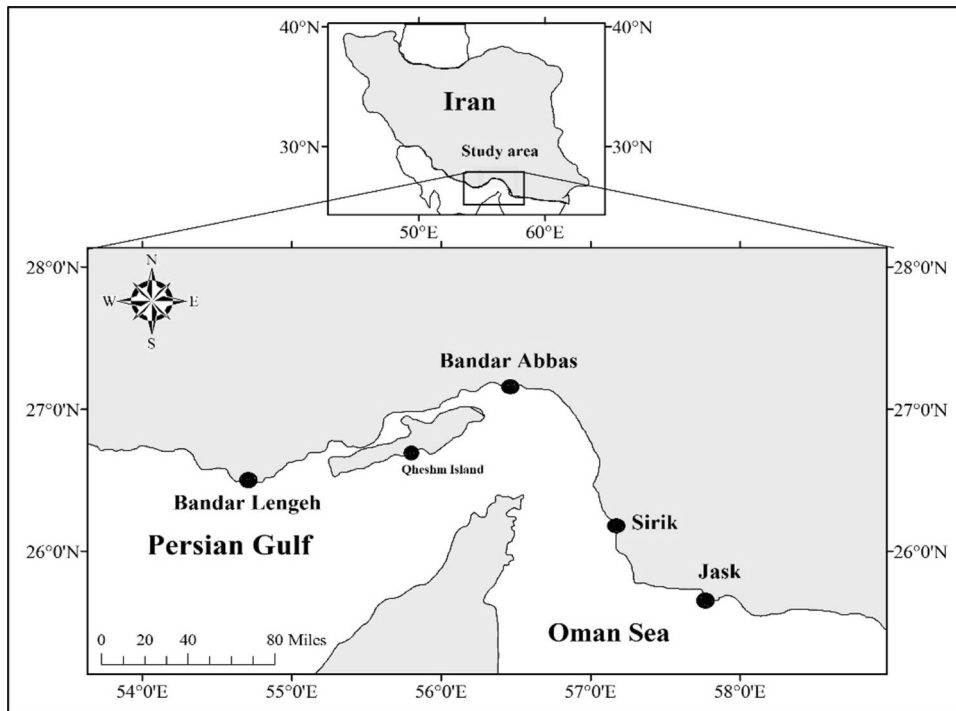 40°N
40°N
Iran
30°N
30°N
Study area
50°E
60°E
28°0'N
28°0'N
N
W
E
S
Bandar Abbas
27°0'N
27°0'N
Qheshm Island
Bandar Lengeh
Sirik
Persian Gulf
26°0'N
26°0'N
Jask
Oman Sea
0 20 40 80 Miles
54°0'E 55°0'E 56°0'E 57°0'E 58°0'E